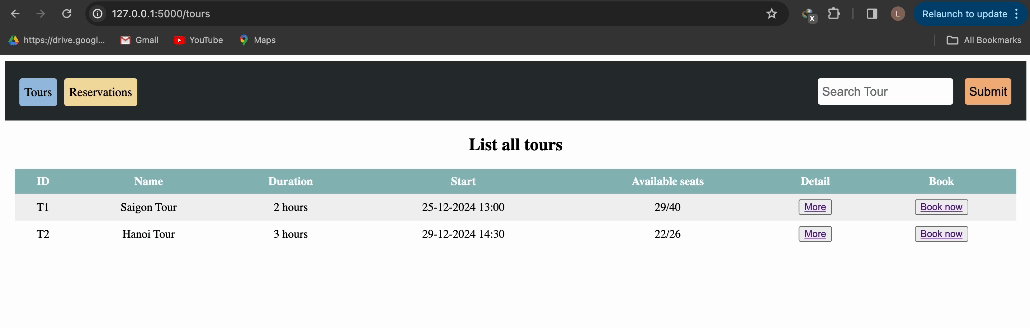 127.0.0.1:5000/tours Relaunch to update
https://drive.googl... Gmail YouTube Maps All Bookmarks
Tours Reservations Search Tour Submit
List all tours
ID Name Duration Start Available seats Detail Book
T1 Saigon Tour 2 hours 25-12-2024 13:00 29/40 More Book now
T2 Hanoi Tour 3 hours 29-12-2024 14:30 22/26 More Book now